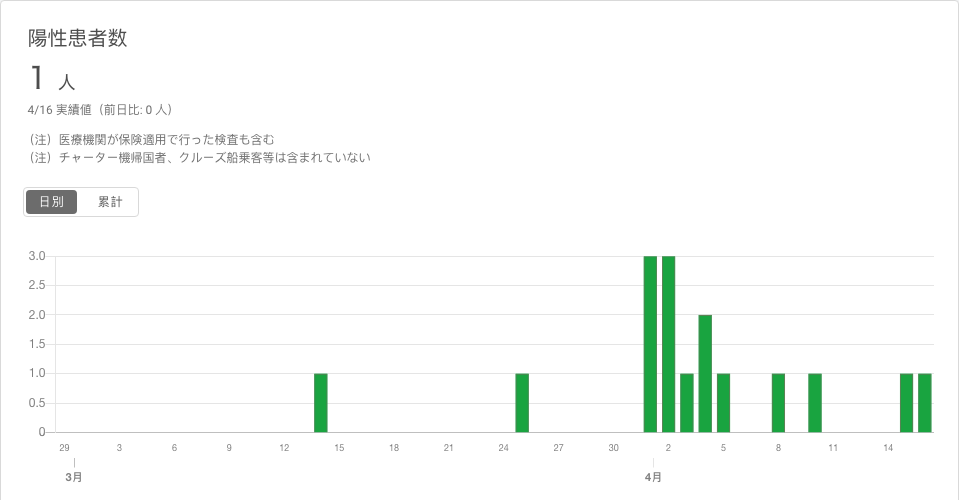 陽性患者数
1 人
4/16 実績値（前日比: 0 人）
（注）医療機関が保険適用で行った検査も含む
（注）チャーター機帰国者、クルーズ船乗客等は含まれていない
日別 累計
3.0
2.5
2.0
1.5
1.0
0.5
0
29 3 6 9 12 15 18 21 24 27 30 2 5 8 11 14
3月 4月